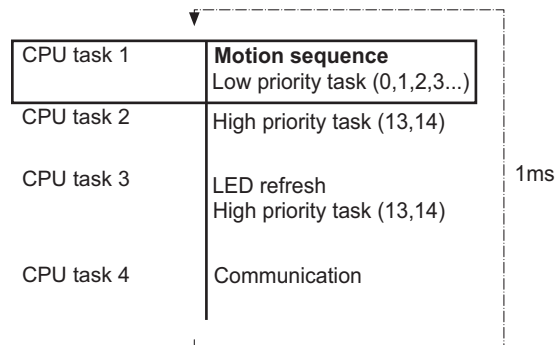 CPU task 1
Motion sequence
Low priority task (0,1,2,3...)
CPU task 2
High priority task (13,14)
CPU task 3
LED refresh
High priority task (13,14)
1ms
CPU task 4
Communication